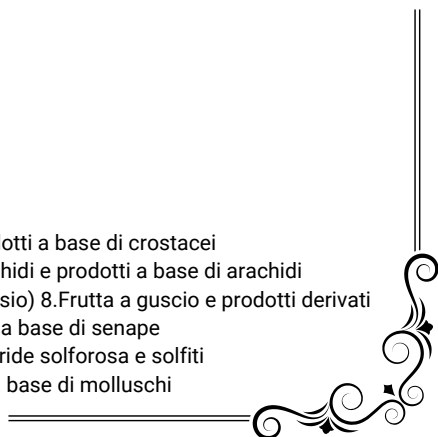 dotti a base di crostacei
hidi e prodotti a base di arachidi
sio) 8.Frutta a guscio e prodotti derivati
a base di senape
ride solforosa e solfiti
base di molluschi